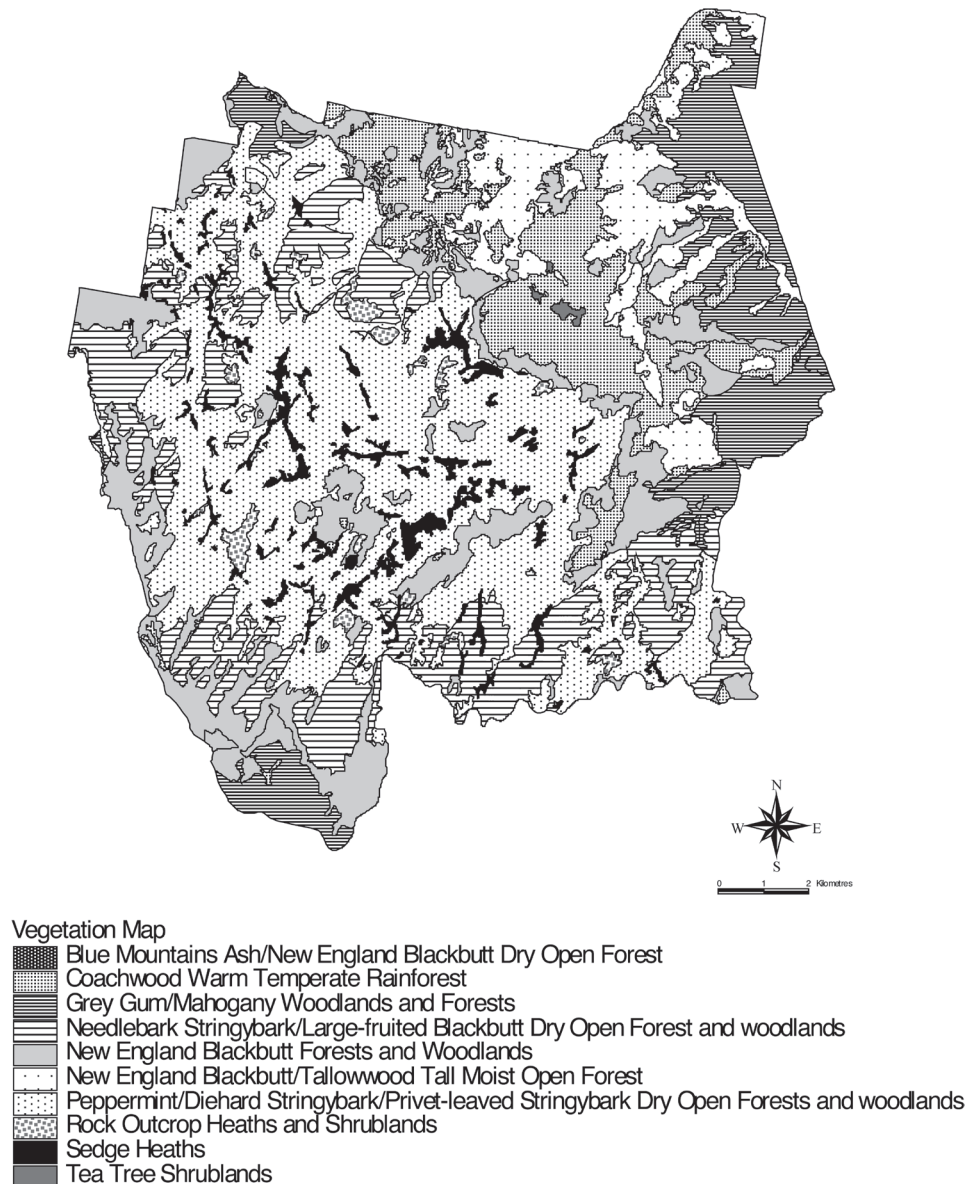 N
W E
S
0 1 2 Kilometres
Vegetation Map
Blue Mountains Ash/New England Blackbutt Dry Open Forest
Coachwood Warm Temperate Rainforest
Grey Gum/Mahogany Woodlands and Forests
Needlebark Stringybark/Large-fruited Blackbutt Dry Open Forest and woodlands
New England Blackbutt Forests and Woodlands
New England Blackbutt/Tallowwood Tall Moist Open Forest
Peppermint/Diehard Stringybark/Privet-leaved Stringybark Dry Open Forests and woodlands
Rock Outcrop Heaths and Shrublands
Sedge Heaths
Tea Tree Shrublands